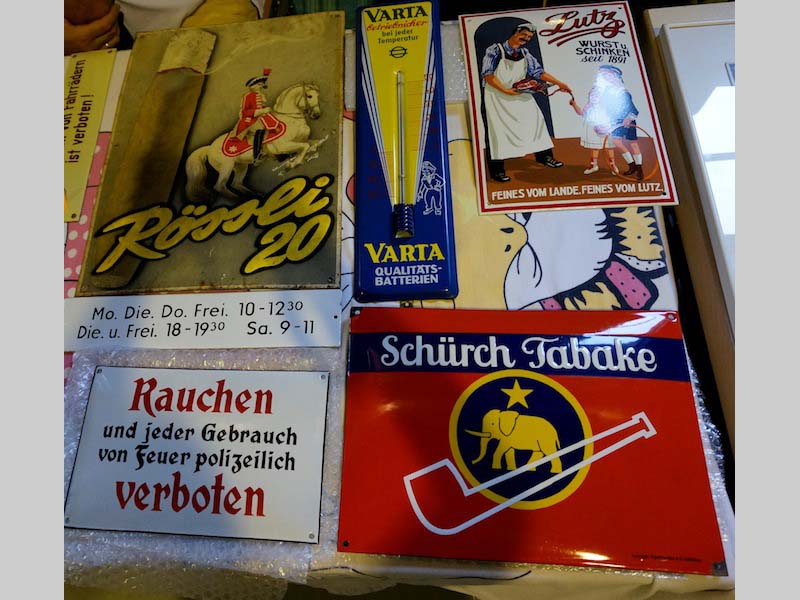 von Fahrrädern
ist verboten!
Rössli
20
VARTA
betriebsicher
bei jeder
Temperatur
VARTA
QUALITÄTS-
BATTERIEN
Lutz
WURST u.
SCHINKEN
seit 1891
FEINES VOM LANDE. FEINES VOM LUTZ.
Mo. Die. Do. Frei. 10-12³⁰
Die. u. Frei. 18-19³⁰ Sa. 9-11
Rauchen
und jeder Gebrauch
von Feuer polizeilich
verboten
Schürch Tabake